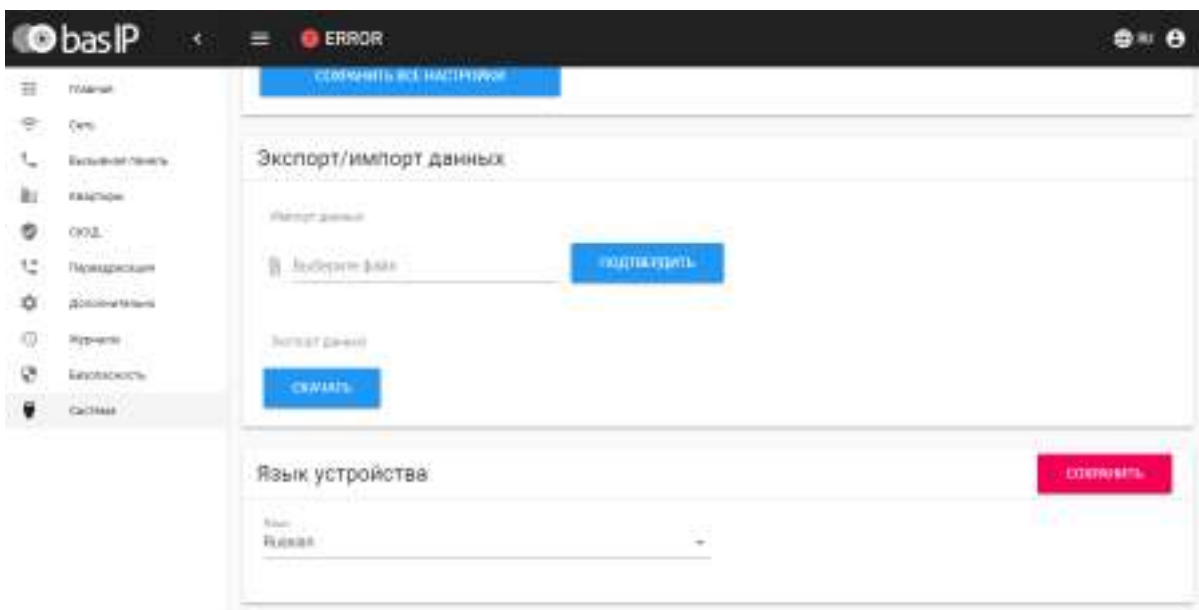 basIP
ERROR
RU
СОХРАНИТЬ ВСЕ НАСТРОЙКИ
Главная
Сеть
Вызывная панель
Квартиры
СКУД
Переадресация
Дополнительно
Журналы
Безопасность
Система
Экспорт/импорт данных
Импорт данных
Выберите файл
ПОДТВЕРДИТЬ
Экспорт данных
СКАЧАТЬ
Язык устройства
СОХРАНИТЬ
Язык
Russian